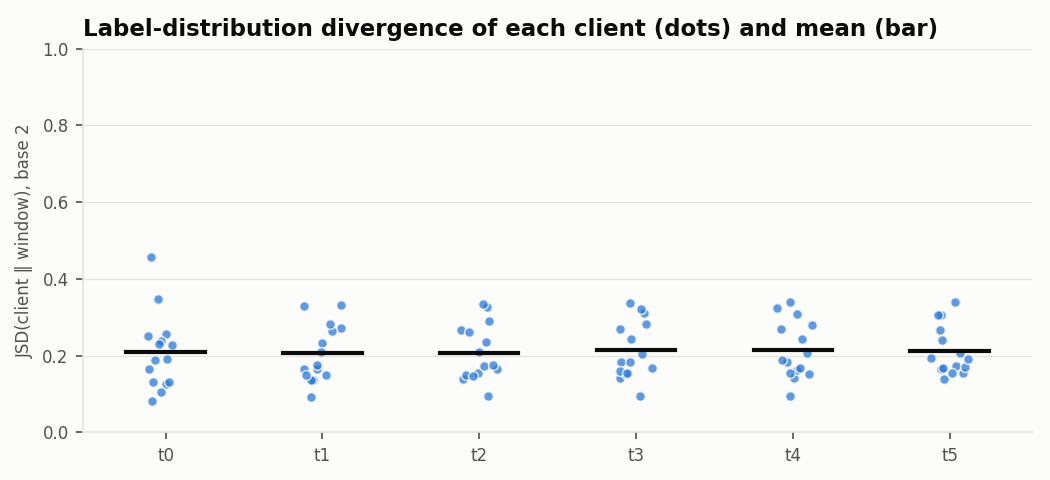 Label-distribution divergence of each client (dots) and mean (bar)
JSD(client ∥ window), base 2
1.0
0.8
0.6
0.4
0.2
0.0
t0 t1 t2 t3 t4 t5